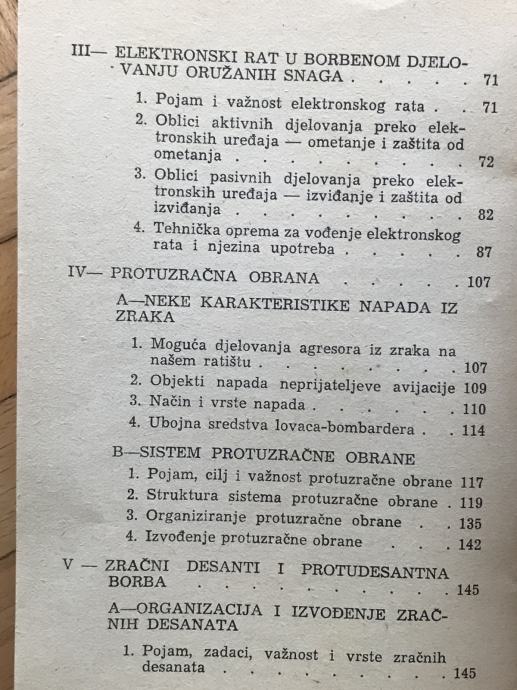 III— ELEKTRONSKI RAT U BORBENOM DJELO-
VANJU ORUŽANIH SNAGA . . . . . 71
1. Pojam i važnost elektronskog rata . . 71
2. Oblici aktivnih djelovanja preko elek-
tronskih uređaja — ometanje i zaštita od
ometanja . . . . . . . . . 72
3. Oblici pasivnih djelovanja preko elek-
tronskih uređaja — izviđanje i zaštita od
izviđanja . . . . . . . . . 82
4. Tehnička oprema za vođenje elektronskog
rata i njezina upotreba . . . . . 87
IV— PROTUZRAČNA OBRANA . . . . . 107
A—NEKE KARAKTERISTIKE NAPADA IZ
ZRAKA
1. Moguća djelovanja agresora iz zraka na
našem ratištu . . . . . . . . 107
2. Objekti napada neprijateljeve avijacije 109
3. Način i vrste napada . . . . . . 110
4. Ubojna sredstva lovaca-bombardera . . 114
B—SISTEM PROTUZRAČNE OBRANE
1. Pojam, cilj i važnost protuzračne obrane 117
2. Struktura sistema protuzračne obrane . 119
3. Organiziranje protuzračne obrane . . 135
4. Izvođenje protuzračne obrane . . . 142
V — ZRAČNI DESANTI I PROTUDESANTNA
BORBA . . . . . . . . . . 145
A—ORGANIZACIJA I IZVOĐENJE ZRAČ-
NIH DESANATA
1. Pojam, zadaci, važnost i vrste zračnih
desanata . . . . . . . . . 145